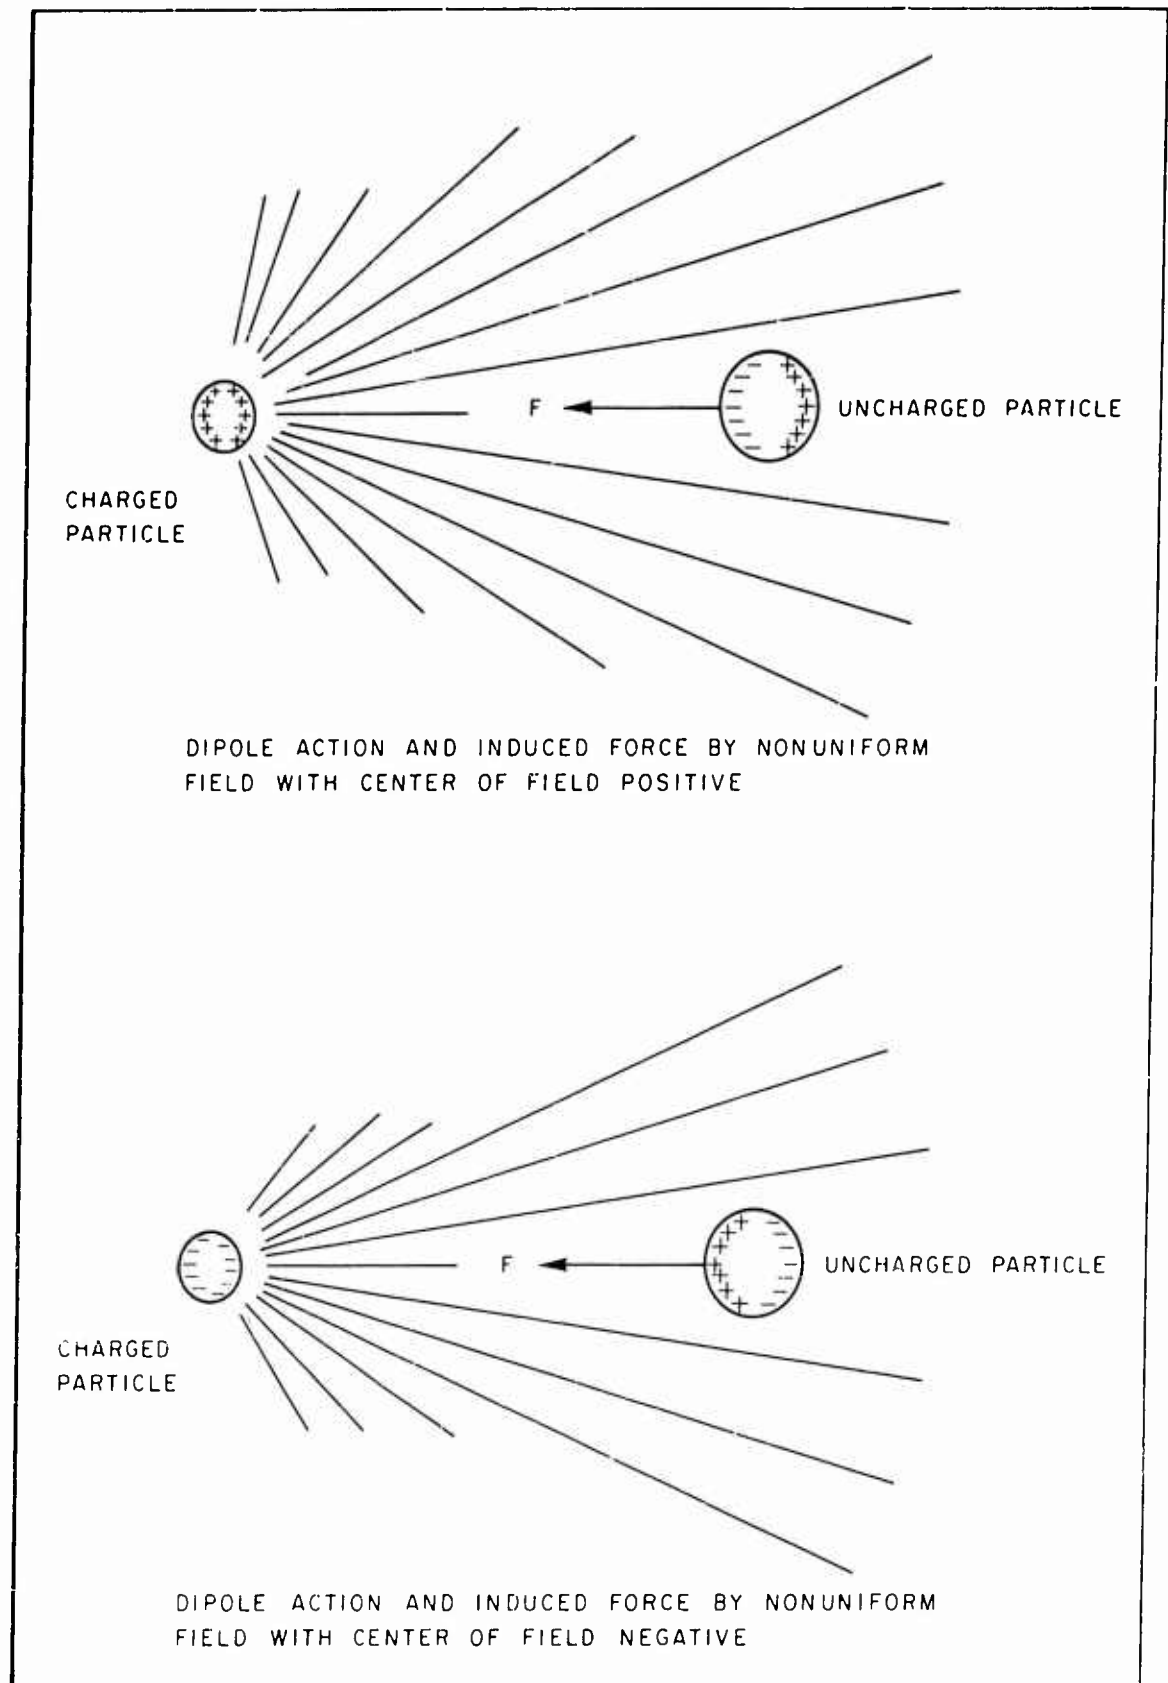 F
UNCHARGED PARTICLE
CHARGED
PARTICLE
DIPOLE ACTION AND INDUCED FORCE BY NONUNIFORM
FIELD WITH CENTER OF FIELD POSITIVE
F
UNCHARGED PARTICLE
CHARGED
PARTICLE
DIPOLE ACTION AND INDUCED FORCE BY NONUNIFORM
FIELD WITH CENTER OF FIELD NEGATIVE